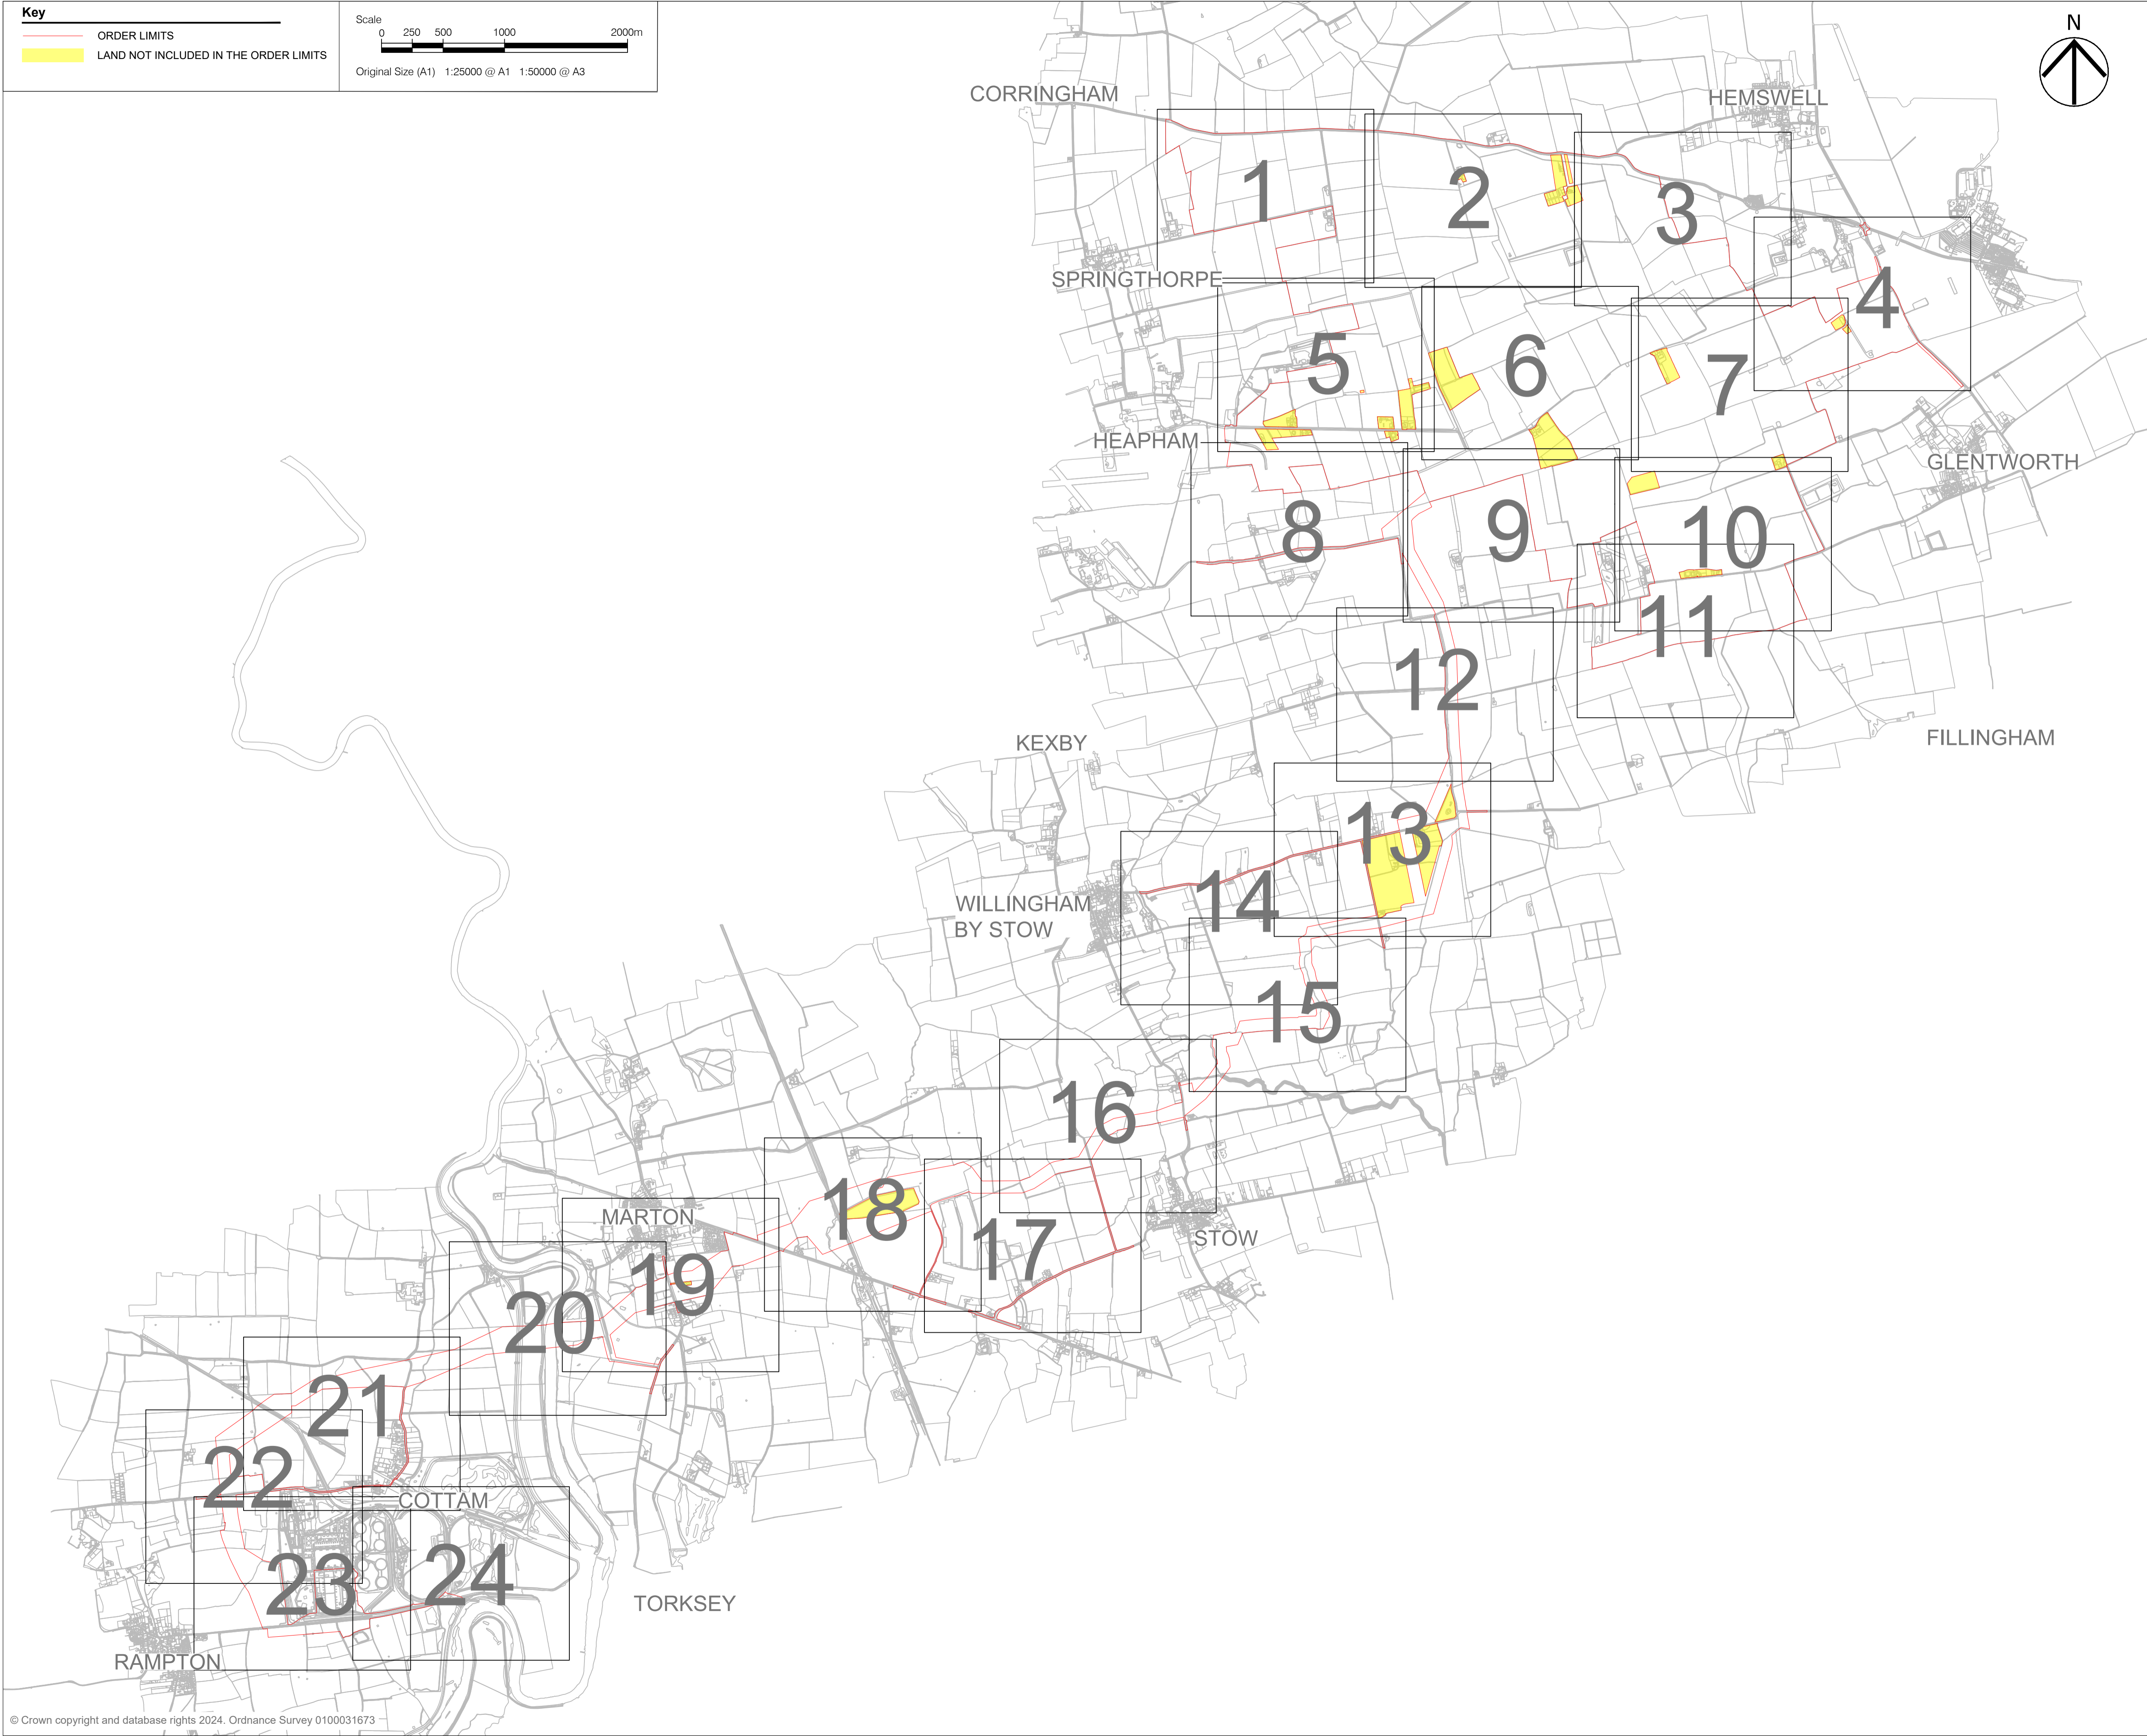 Key
ORDER LIMITS
LAND NOT INCLUDED IN THE ORDER LIMITS
Scale
0 250 500 1000 2000m
Original Size (A1) 1:25000 @ A1 1:50000 @ A3
N
CORRINGHAM
HEMSWELL
1
2
3
4
SPRINGTHORPE
5
6
7
HEAPHAM
GLENTWORTH
8
9
10
11
12
FILLINGHAM
KEXBY
13
14
WILLINGHAM
BY STOW
15
16
18
17
MARTON
STOW
19
20
21
22
COTTAM
23
24
TORKSEY
RAMPTON
© Crown copyright and database rights 2024. Ordnance Survey 0100031673